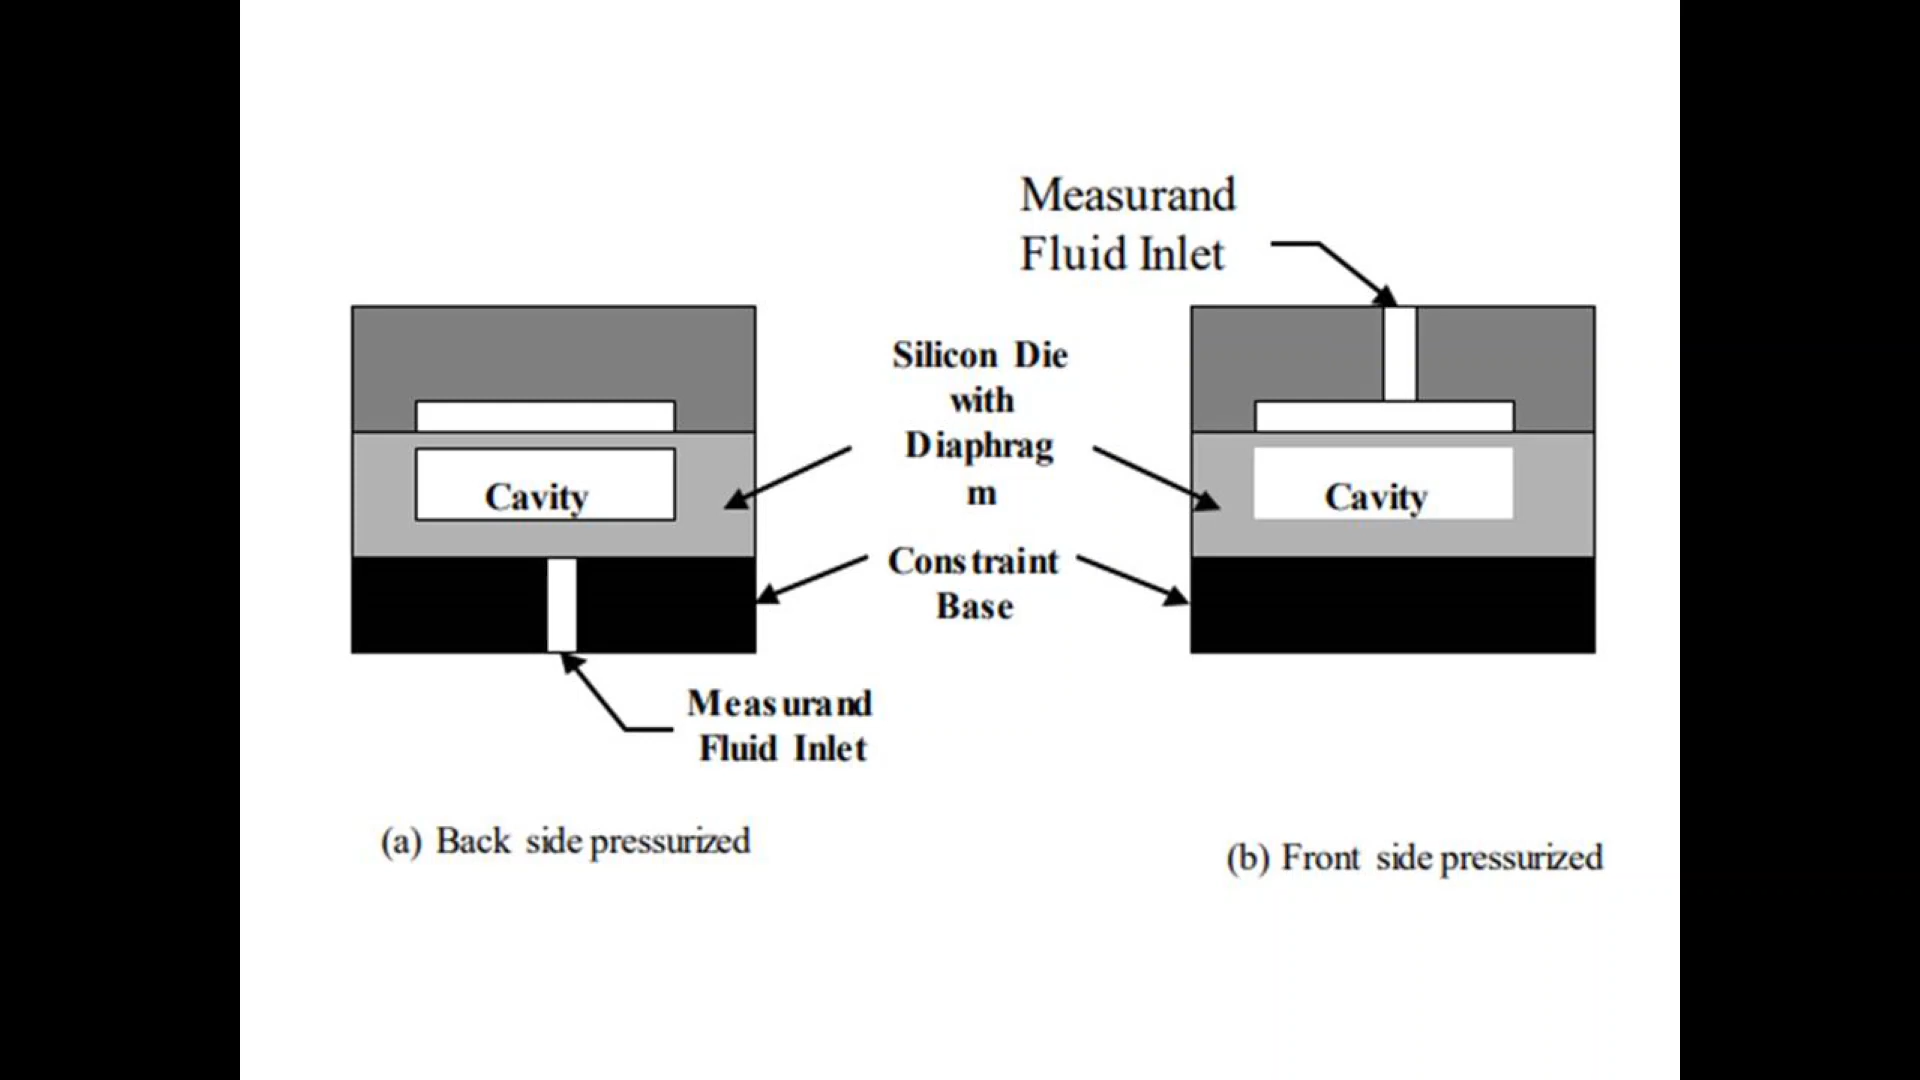 Measurand
Fluid Inlet
Silicon Die
with
Diaphrag
m
Cavity
Cavity
Constraint
Base
Measurand
Fluid Inlet
(a) Back side pressurized
(b) Front side pressurized